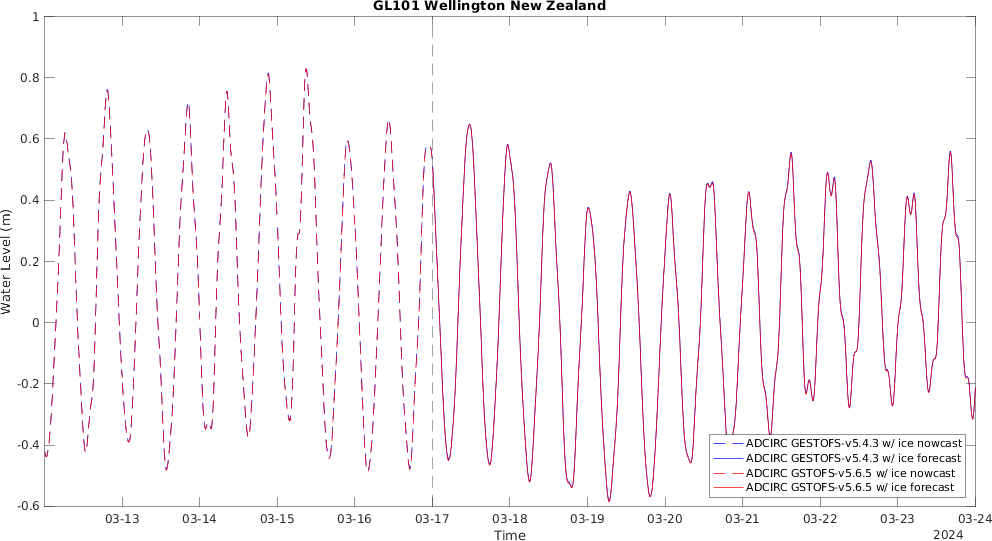 GL101 Wellington New Zealand
1
0.8
0.6
0.4
0.2
0
-0.2
-0.4
-0.6
Water Level (m)
ADCIRC GESTOFS-v5.4.3 w/ ice nowcast
ADCIRC GESTOFS-v5.4.3 w/ ice forecast
ADCIRC GSTOFS-v5.6.5 w/ ice nowcast
ADCIRC GSTOFS-v5.6.5 w/ ice forecast
03-13 03-14 03-15 03-16 03-17 03-18 03-19 03-20 03-21 03-22 03-23 03-24
Time
2024